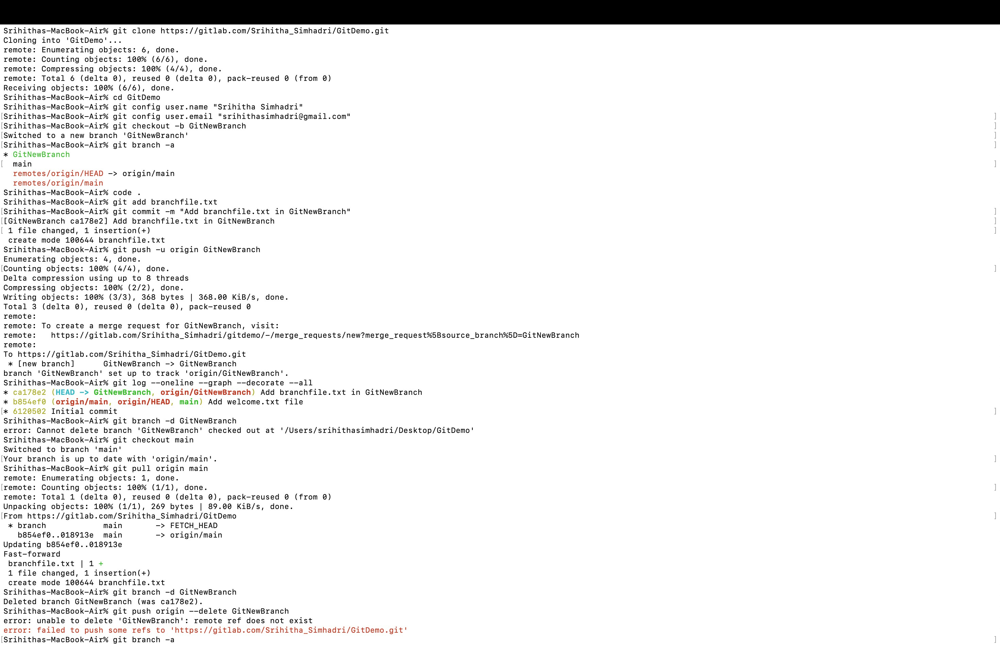 Srihithas-MacBook-Air% git clone https://gitlab.com/Srihitha_Simhadri/GitDemo.git
Cloning into 'GitDemo'...
remote: Enumerating objects: 6, done.
remote: Counting objects: 100% (6/6), done.
remote: Compressing objects: 100% (4/4), done.
remote: Total 6 (delta 0), reused 0 (delta 0), pack-reused 0 (from 0)
Receiving objects: 100% (6/6), done.
Srihithas-MacBook-Air% cd GitDemo
Srihithas-MacBook-Air% git config user.name "Srihitha Simhadri"
[Srihithas-MacBook-Air% git config user.email "srihithasimhadri@gmail.com" ]
[Srihithas-MacBook-Air% git checkout -b GitNewBranch ]
[Switched to a new branch 'GitNewBranch' ]
[Srihithas-MacBook-Air% git branch -a ]
* GitNewBranch
[ main ]
remotes/origin/HEAD -> origin/main
remotes/origin/main
Srihithas-MacBook-Air% code .
Srihithas-MacBook-Air% git add branchfile.txt
[Srihithas-MacBook-Air% git commit -m "Add branchfile.txt in GitNewBranch" ]
[[GitNewBranch ca178e2] Add branchfile.txt in GitNewBranch ]
[ 1 file changed, 1 insertion(+) ]
create mode 100644 branchfile.txt
Srihithas-MacBook-Air% git push -u origin GitNewBranch
Enumerating objects: 4, done.
[Counting objects: 100% (4/4), done. ]
Delta compression using up to 8 threads
Compressing objects: 100% (2/2), done.
Writing objects: 100% (3/3), 368 bytes | 368.00 KiB/s, done.
Total 3 (delta 0), reused 0 (delta 0), pack-reused 0
remote:
remote: To create a merge request for GitNewBranch, visit:
remote:   https://gitlab.com/Srihitha_Simhadri/gitdemo/-/merge_requests/new?merge_request%5Bsource_branch%5D=GitNewBranch
remote:
To https://gitlab.com/Srihitha_Simhadri/GitDemo.git
* [new branch]      GitNewBranch -> GitNewBranch
branch 'GitNewBranch' set up to track 'origin/GitNewBranch'.
Srihithas-MacBook-Air% git log --oneline --graph --decorate --all
* ca178e2 (HEAD -> GitNewBranch, origin/GitNewBranch) Add branchfile.txt in GitNewBranch
* b854ef0 (origin/main, origin/HEAD, main) Add welcome.txt file
[* 6120502 Initial commit ]
Srihithas-MacBook-Air% git branch -d GitNewBranch
error: Cannot delete branch 'GitNewBranch' checked out at '/Users/srihithasimhadri/Desktop/GitDemo'
Srihithas-MacBook-Air% git checkout main
Switched to branch 'main'
[Your branch is up to date with 'origin/main'. ]
Srihithas-MacBook-Air% git pull origin main
remote: Enumerating objects: 1, done.
[remote: Counting objects: 100% (1/1), done. ]
remote: Total 1 (delta 0), reused 0 (delta 0), pack-reused 0 (from 0)
Unpacking objects: 100% (1/1), 269 bytes | 89.00 KiB/s, done.
[From https://gitlab.com/Srihitha_Simhadri/GitDemo ]
* branch            main       -> FETCH_HEAD
b854ef0..018913e  main       -> origin/main
Updating b854ef0..018913e
Fast-forward
branchfile.txt | 1 +
1 file changed, 1 insertion(+)
create mode 100644 branchfile.txt
Srihithas-MacBook-Air% git branch -d GitNewBranch
Deleted branch GitNewBranch (was ca178e2).
Srihithas-MacBook-Air% git push origin --delete GitNewBranch
error: unable to delete 'GitNewBranch': remote ref does not exist
error: failed to push some refs to 'https://gitlab.com/Srihitha_Simhadri/GitDemo.git'
[Srihithas-MacBook-Air% git branch -a ]